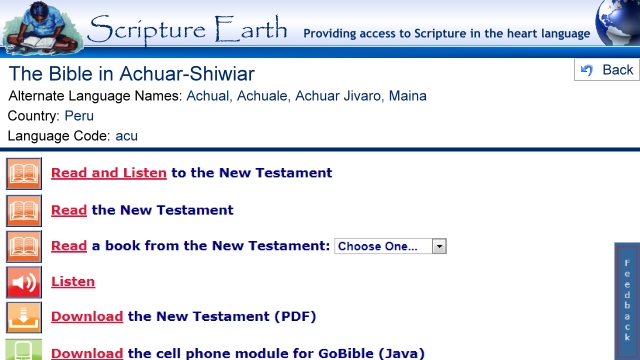 Scripture Earth
Providing access to Scripture in the heart language
The Bible in Achuar-Shiwiar
Back
Alternate Language Names: Achual, Achuale, Achuar Jivaro, Maina
Country: Peru
Language Code: acu
Read and Listen to the New Testament
Read the New Testament
Read a book from the New Testament: Choose One...
Listen
Download the New Testament (PDF)
Download the cell phone module for GoBible (Java)
Feedback